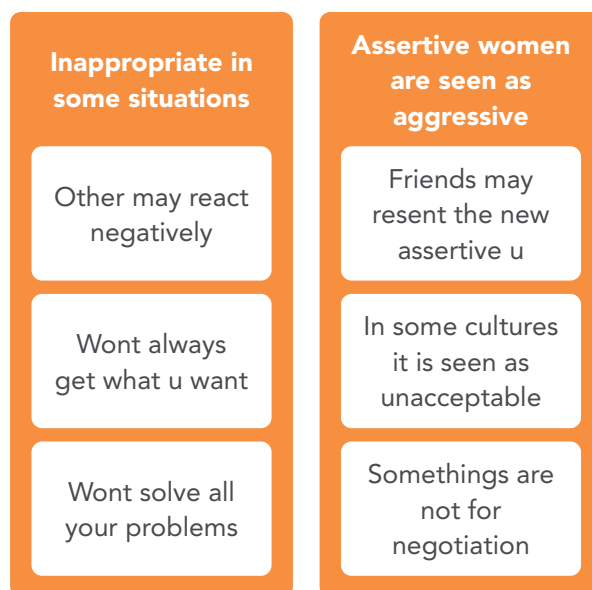 Inappropriate in
some situations
Other may react
negatively
Wont always
get what u want
Wont solve all
your problems
Assertive women
are seen as
aggressive
Friends may
resent the new
assertive u
In some cultures
it is seen as
unacceptable
Somethings are
not for
negotiation